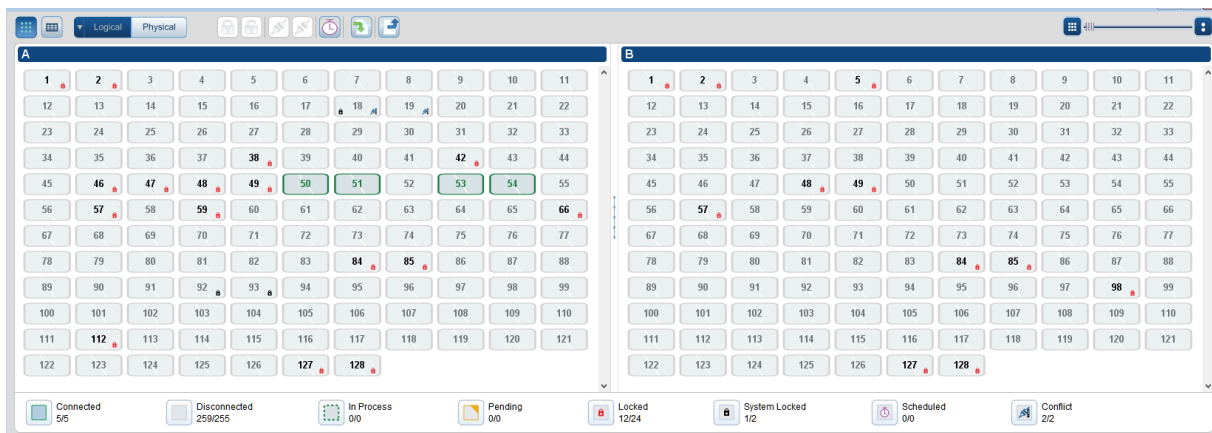 Logical Physical
A
1 2 3 4 5 6 7 8 9 10 11
12 13 14 15 16 17 18 19 20 21 22
23 24 25 26 27 28 29 30 31 32 33
34 35 36 37 38 39 40 41 42 43 44
45 46 47 48 49 50 51 52 53 54 55
56 57 58 59 60 61 62 63 64 65 66
67 68 69 70 71 72 73 74 75 76 77
78 79 80 81 82 83 84 85 86 87 88
89 90 91 92 93 94 95 96 97 98 99
100 101 102 103 104 105 106 107 108 109 110
111 112 113 114 115 116 117 118 119 120 121
122 123 124 125 126 127 128
B
1 2 3 4 5 6 7 8 9 10 11
12 13 14 15 16 17 18 19 20 21 22
23 24 25 26 27 28 29 30 31 32 33
34 35 36 37 38 39 40 41 42 43 44
45 46 47 48 49 50 51 52 53 54 55
56 57 58 59 60 61 62 63 64 65 66
67 68 69 70 71 72 73 74 75 76 77
78 79 80 81 82 83 84 85 86 87 88
89 90 91 92 93 94 95 96 97 98 99
100 101 102 103 104 105 106 107 108 109 110
111 112 113 114 115 116 117 118 119 120 121
122 123 124 125 126 127 128
Connected
5/5
Disconnected
259/255
In Process
0/0
Pending
0/0
Locked
12/24
System Locked
1/2
Scheduled
0/0
Conflict
2/2